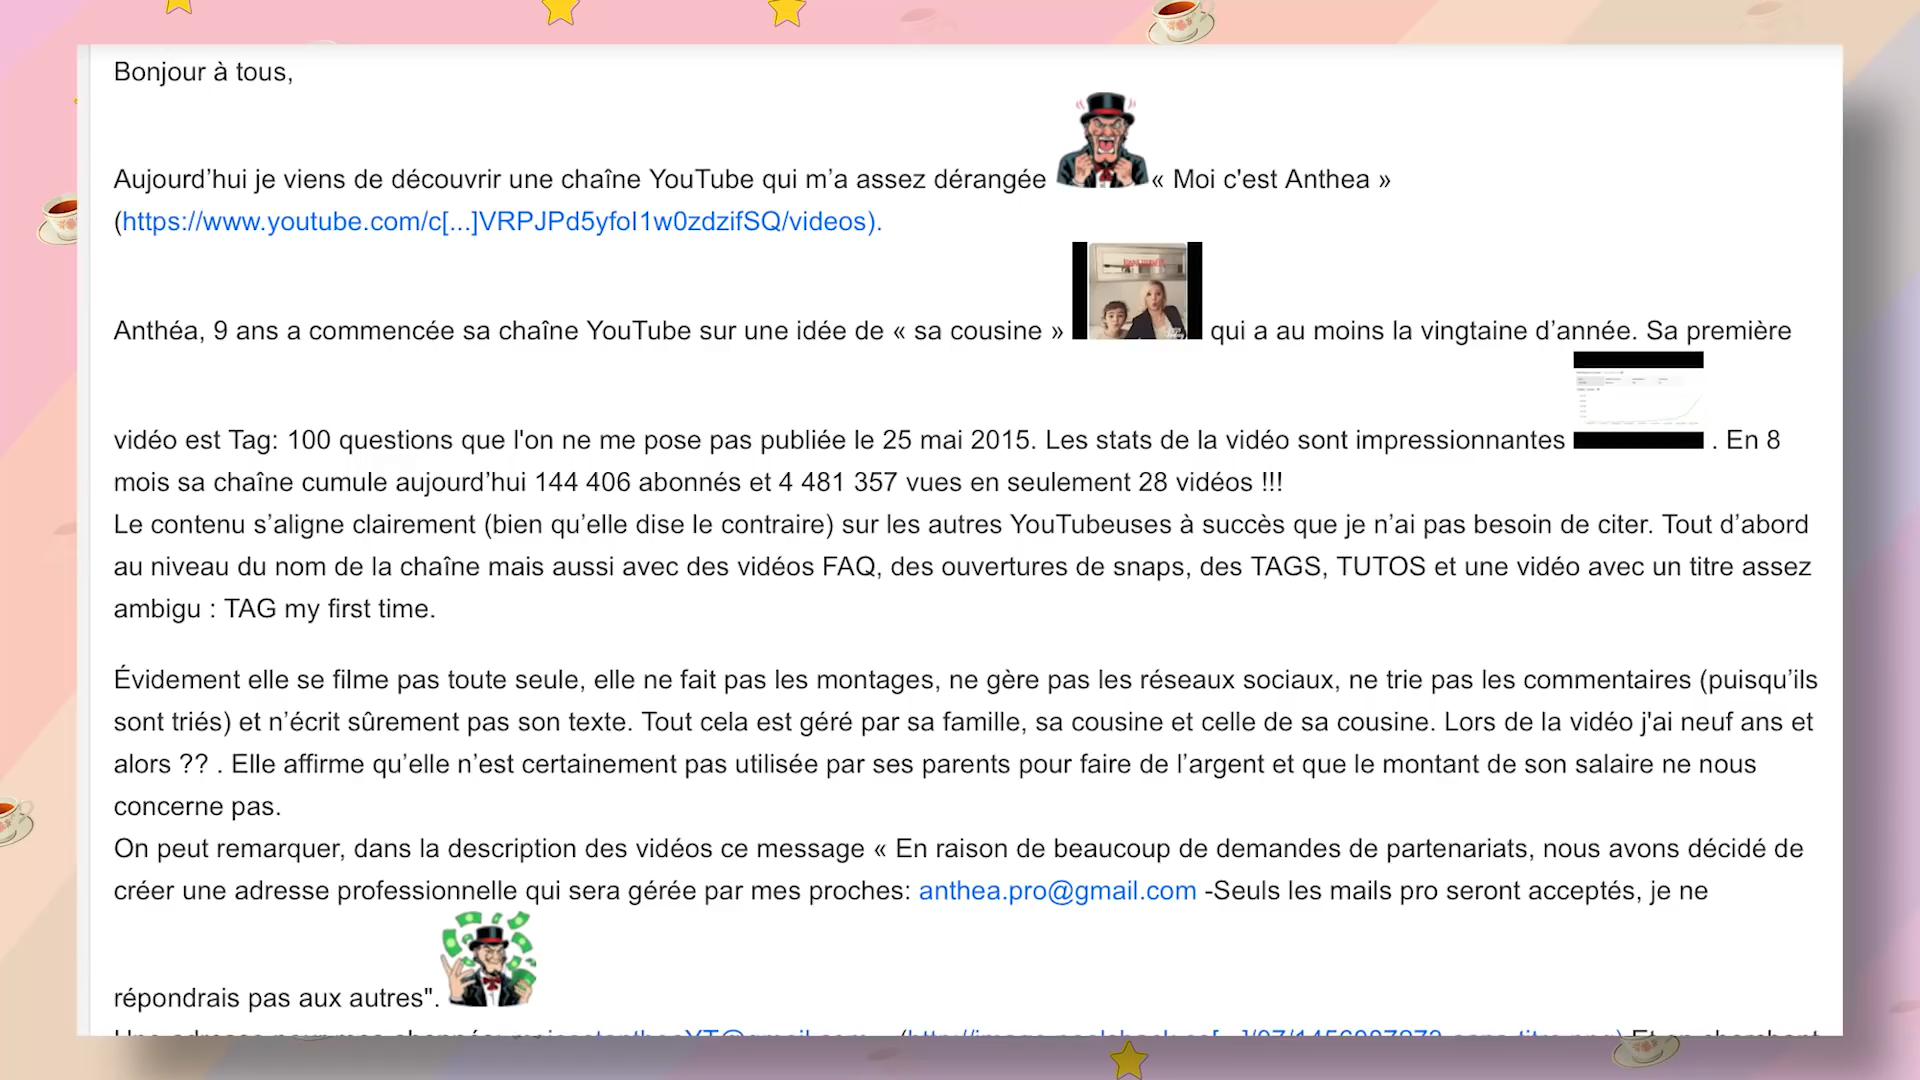 Bonjour à tous,
Aujourd’hui je viens de découvrir une chaîne YouTube qui m’a assez dérangée « Moi c'est Anthea »
(https://www.youtube.com/c[...]VRPJPd5yfoI1w0zdzifSQ/videos).
Anthéa, 9 ans a commencée sa chaîne YouTube sur une idée de « sa cousine » qui a au moins la vingtaine d’année. Sa première
vidéo est Tag: 100 questions que l'on ne me pose pas publiée le 25 mai 2015. Les stats de la vidéo sont impressionnantes . En 8
mois sa chaîne cumule aujourd’hui 144 406 abonnés et 4 481 357 vues en seulement 28 vidéos !!!
Le contenu s’aligne clairement (bien qu’elle dise le contraire) sur les autres YouTubeuses à succès que je n’ai pas besoin de citer. Tout d’abord
au niveau du nom de la chaîne mais aussi avec des vidéos FAQ, des ouvertures de snaps, des TAGS, TUTOS et une vidéo avec un titre assez
ambigu : TAG my first time.
Évidement elle se filme pas toute seule, elle ne fait pas les montages, ne gère pas les réseaux sociaux, ne trie pas les commentaires (puisqu’ils
sont triés) et n’écrit sûrement pas son texte. Tout cela est géré par sa famille, sa cousine et celle de sa cousine. Lors de la vidéo j'ai neuf ans et
alors ?? . Elle affirme qu’elle n’est certainement pas utilisée par ses parents pour faire de l’argent et que le montant de son salaire ne nous
concerne pas.
On peut remarquer, dans la description des vidéos ce message « En raison de beaucoup de demandes de partenariats, nous avons décidé de
créer une adresse professionnelle qui sera gérée par mes proches: anthea.pro@gmail.com -Seuls les mails pro seront acceptés, je ne
répondrais pas aux autres".